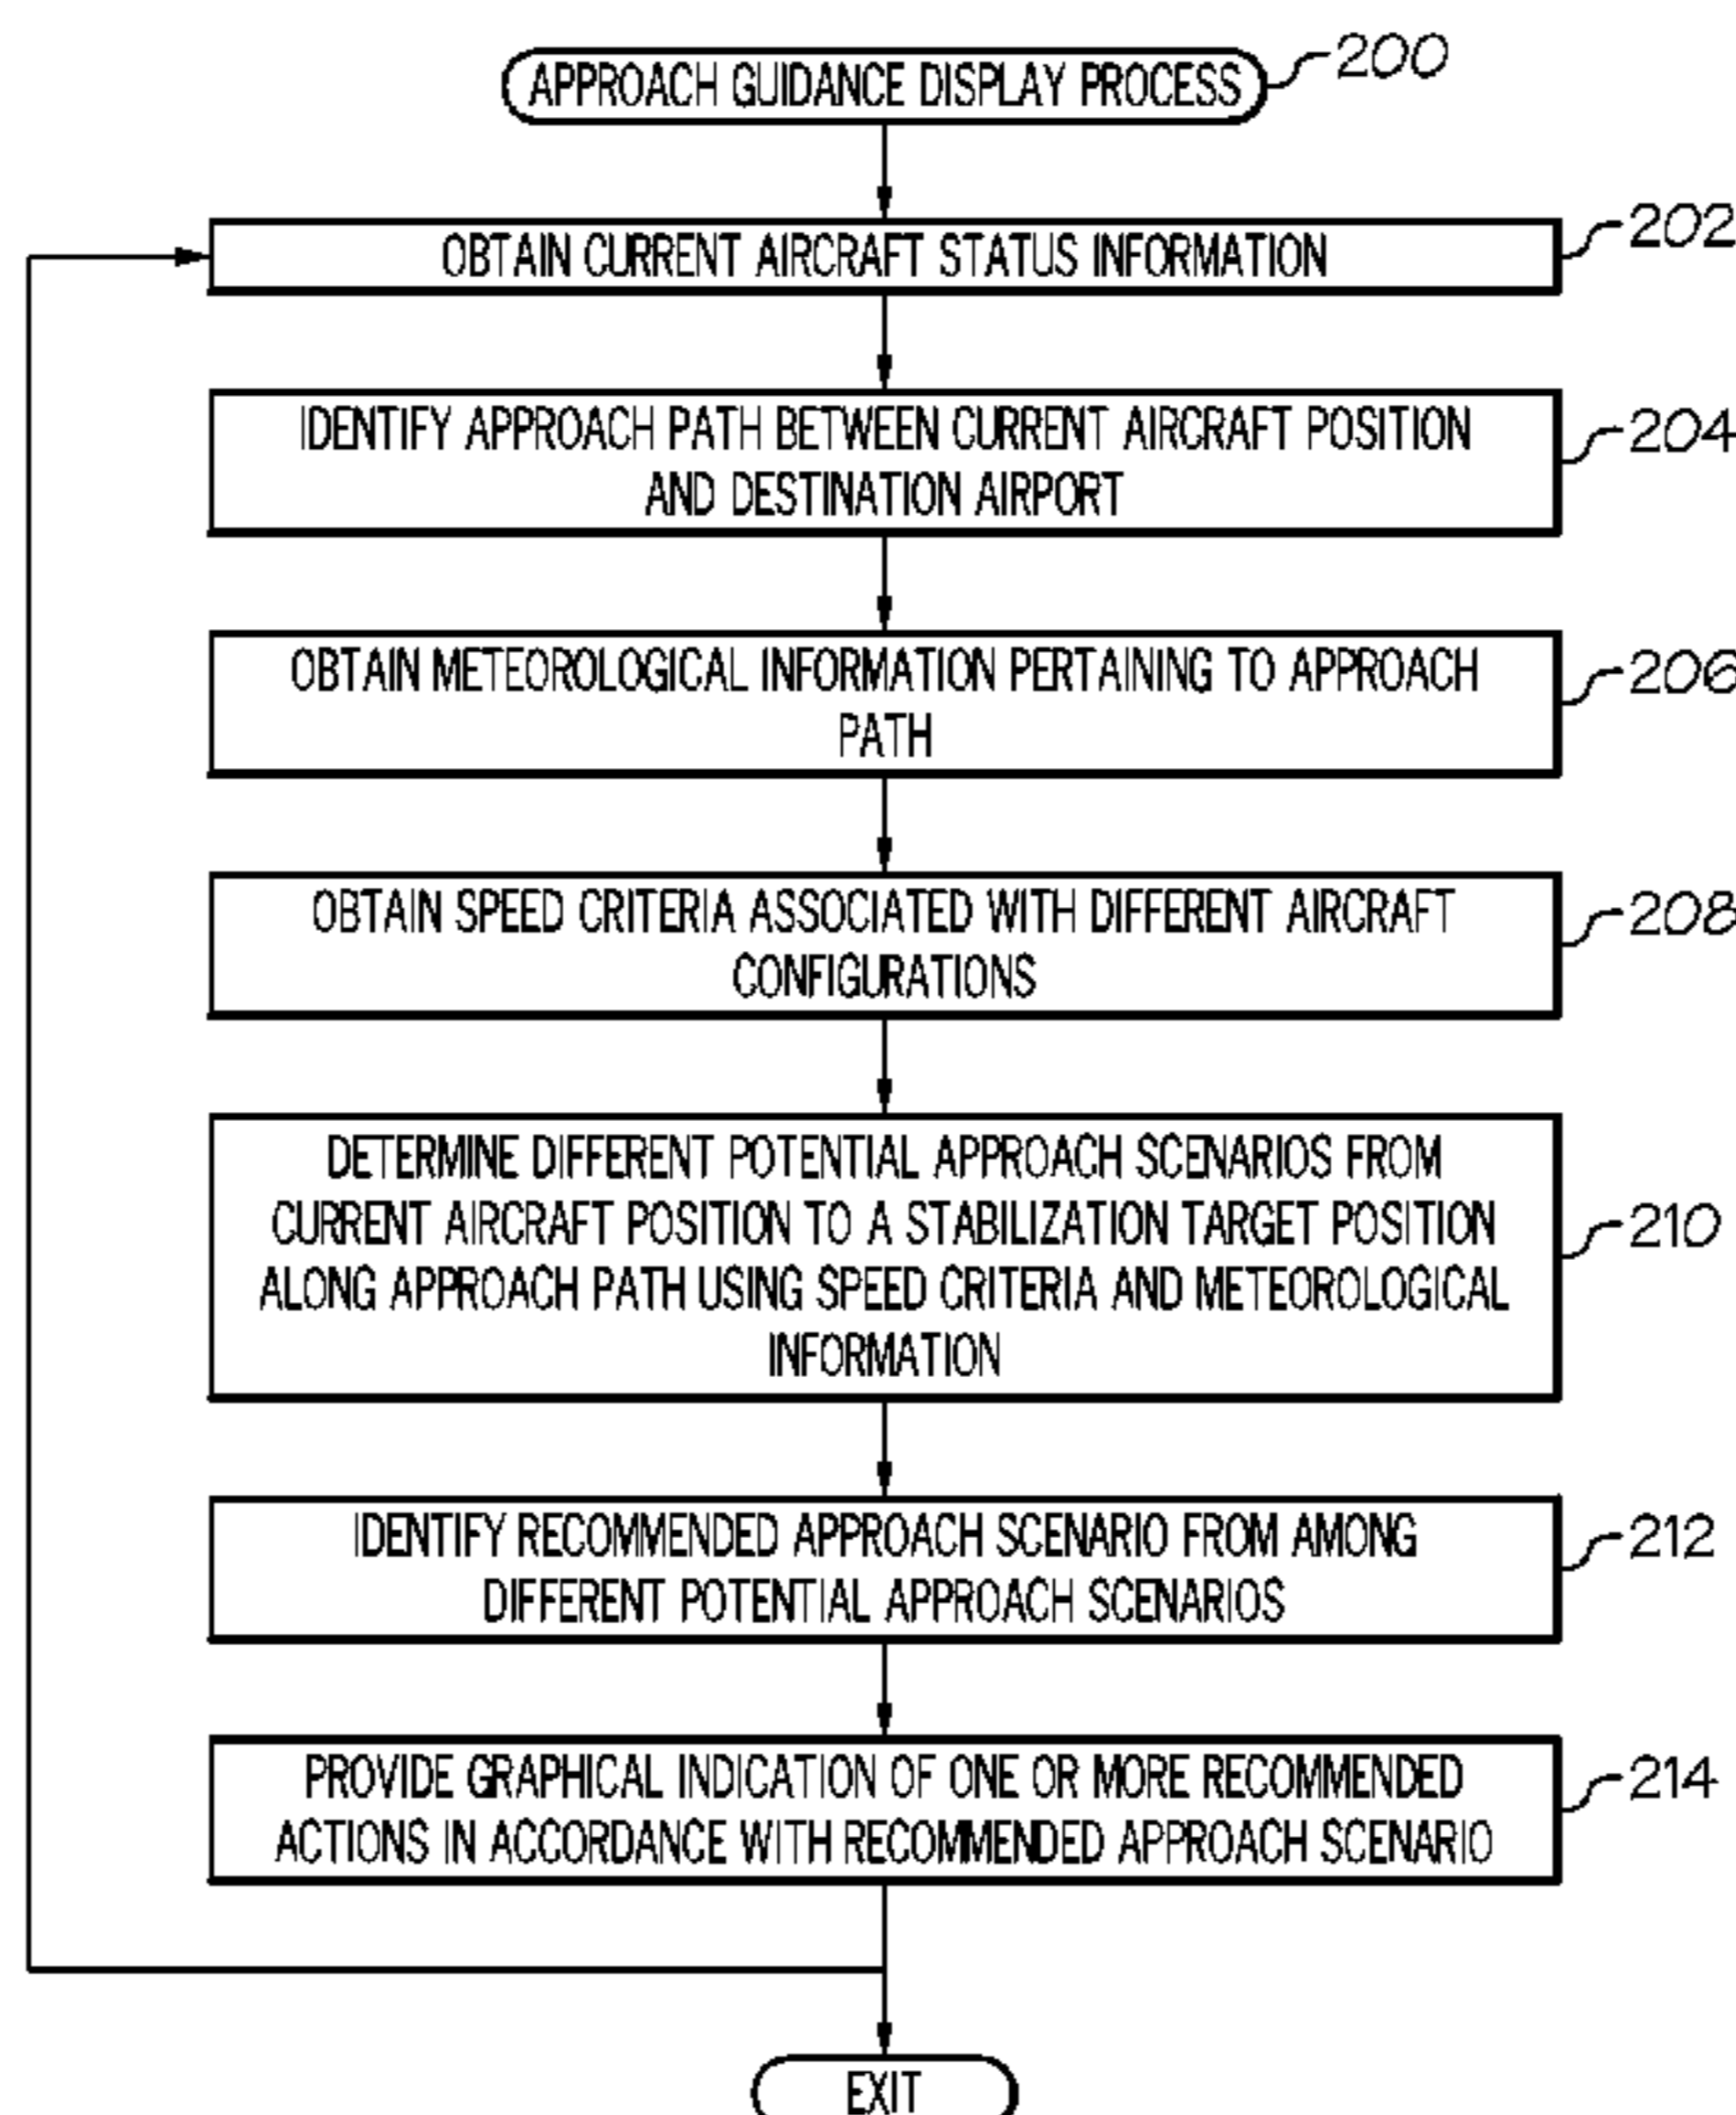 APPROACH GUIDANCE DISPLAY PROCESS
200
OBTAIN CURRENT AIRCRAFT STATUS INFORMATION
202
IDENTIFY APPROACH PATH BETWEEN CURRENT AIRCRAFT POSITION
AND DESTINATION AIRPORT
204
OBTAIN METEOROLOGICAL INFORMATION PERTAINING TO APPROACH
PATH
206
OBTAIN SPEED CRITERIA ASSOCIATED WITH DIFFERENT AIRCRAFT
CONFIGURATIONS
208
DETERMINE DIFFERENT POTENTIAL APPROACH SCENARIOS FROM
CURRENT AIRCRAFT POSITION TO A STABILIZATION TARGET POSITION
ALONG APPROACH PATH USING SPEED CRITERIA AND METEOROLOGICAL
INFORMATION
210
IDENTIFY RECOMMENDED APPROACH SCENARIO FROM AMONG
DIFFERENT POTENTIAL APPROACH SCENARIOS
212
PROVIDE GRAPHICAL INDICATION OF ONE OR MORE RECOMMENDED
ACTIONS IN ACCORDANCE WITH RECOMMENDED APPROACH SCENARIO
214
EXIT